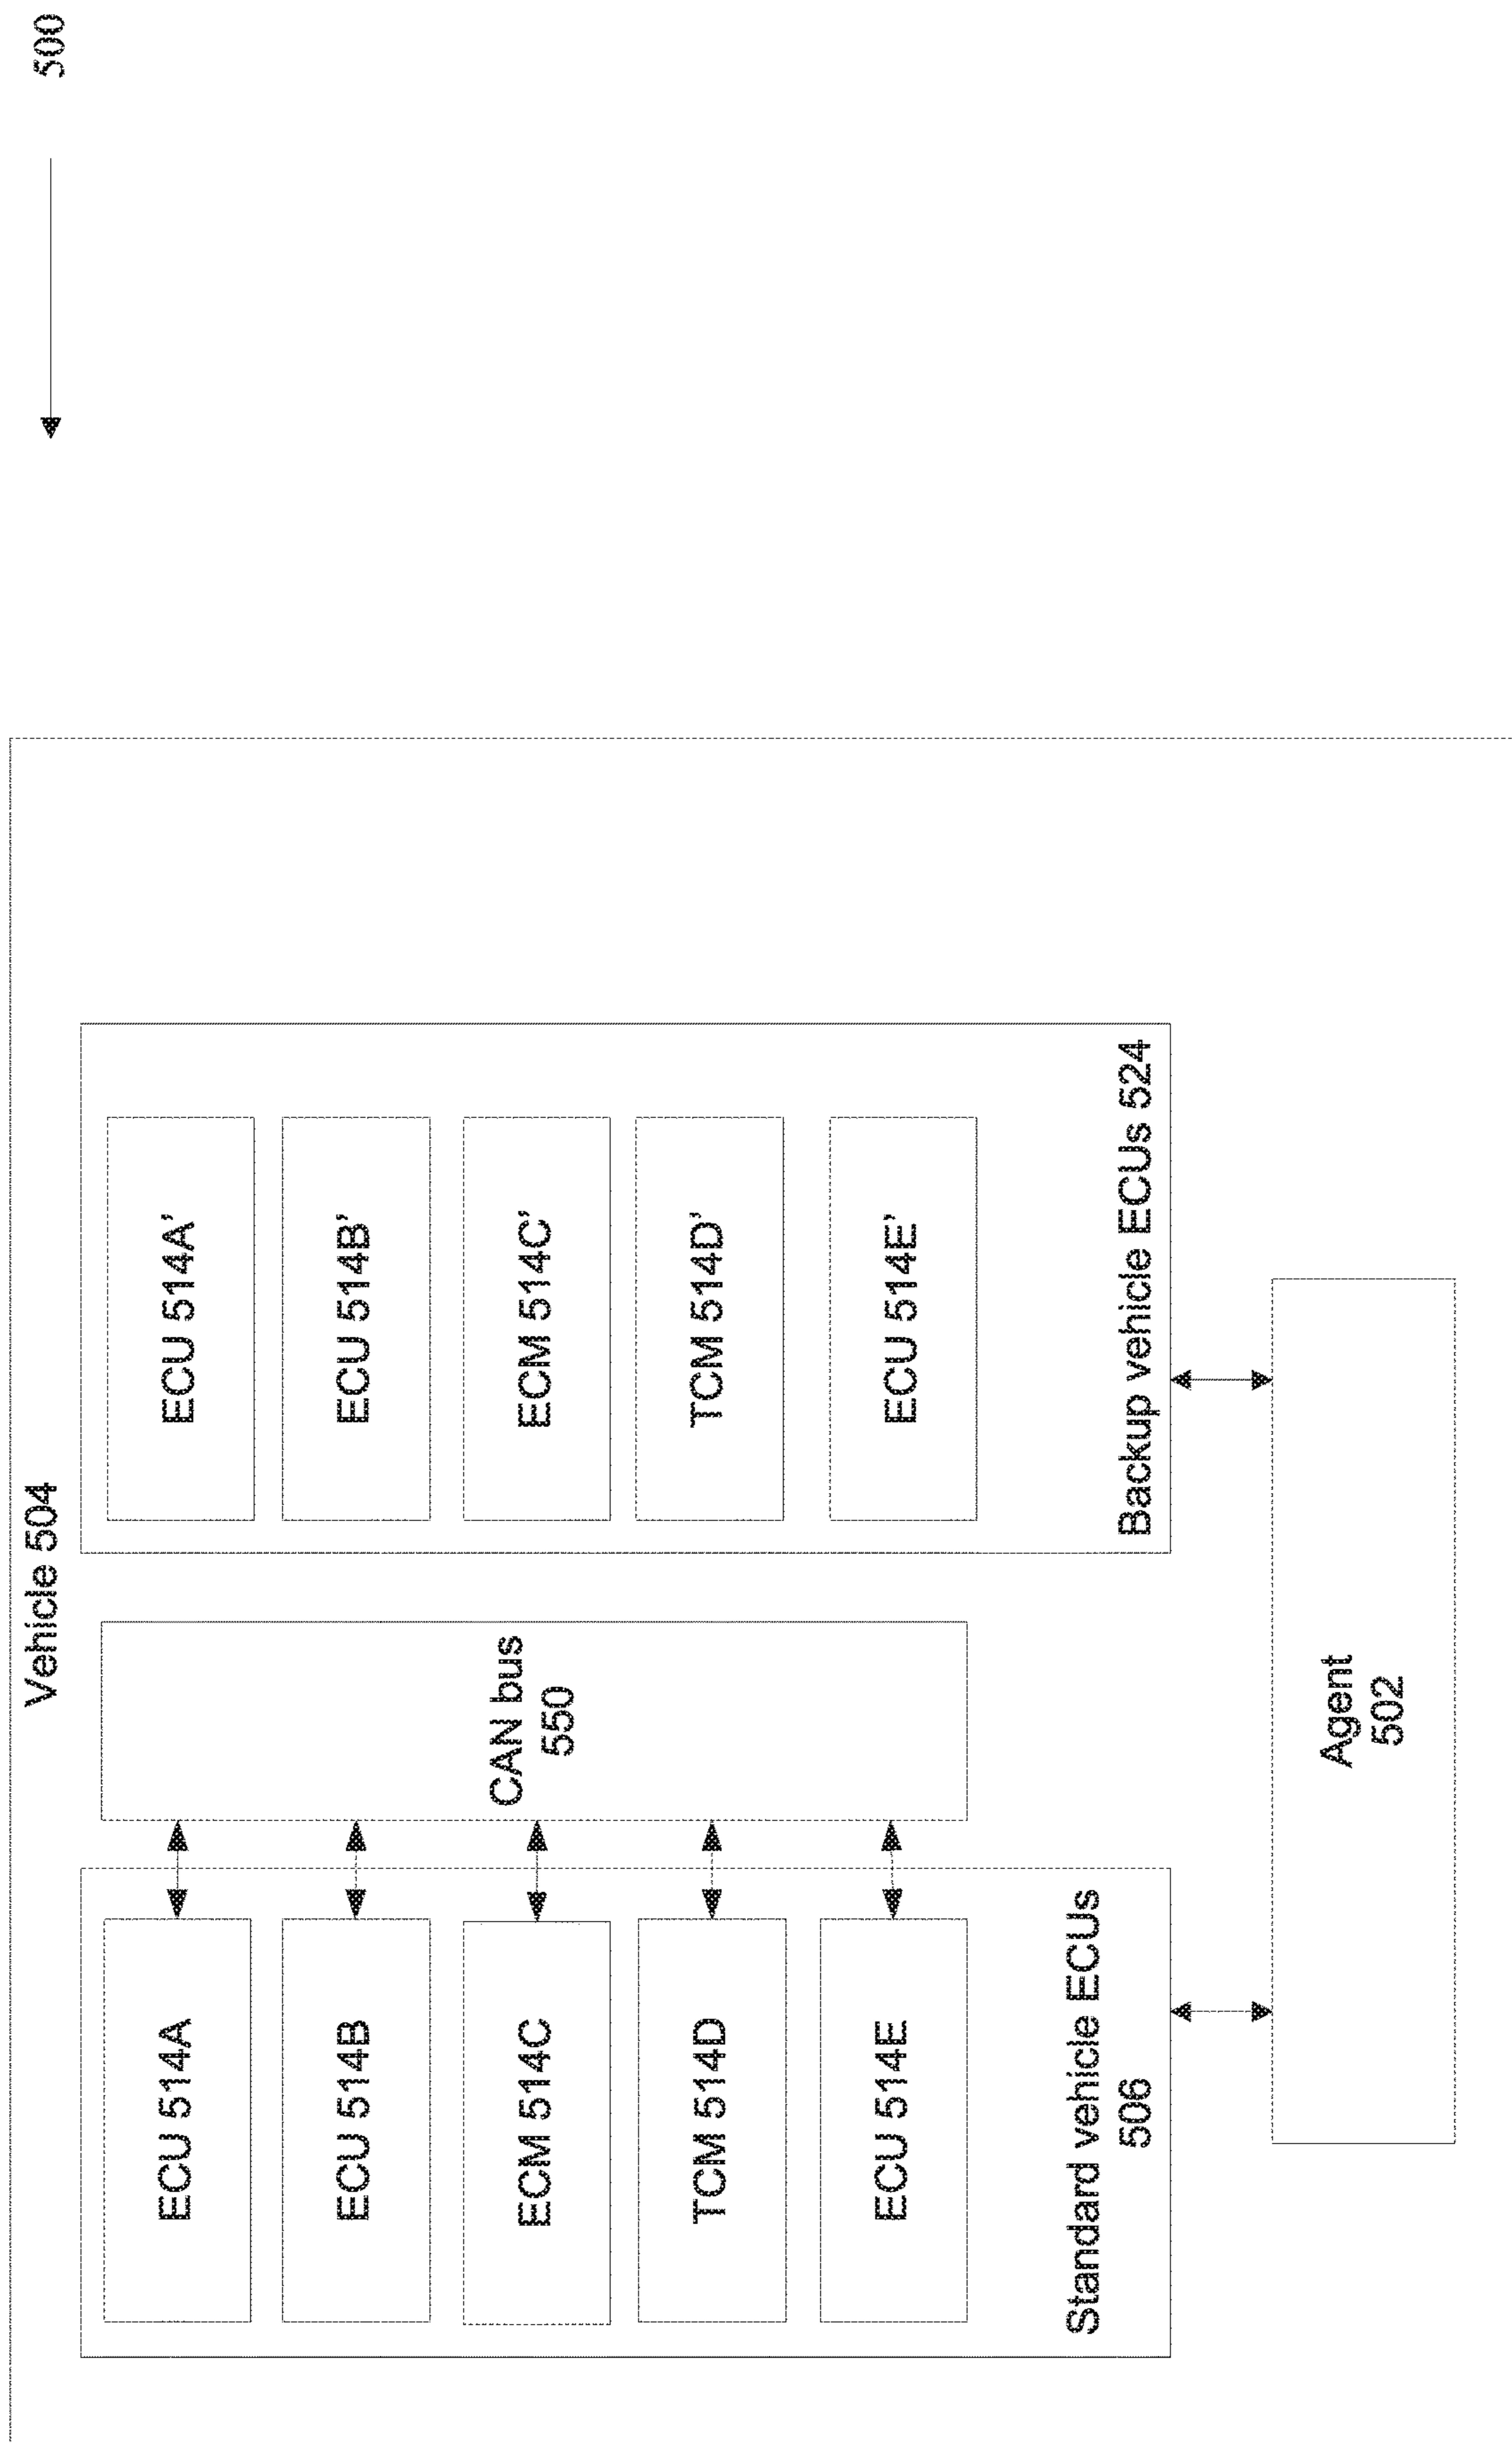 500
Vehicle 504
ECU 514A
ECU 514B
ECM 514C
TCM 514D
ECU 514E
Standard vehicle ECUs
506
CAN bus
550
ECU 514A'
ECU 514B'
ECM 514C'
TCM 514D'
ECU 514E'
Backup vehicle ECUs 524
Agent
502